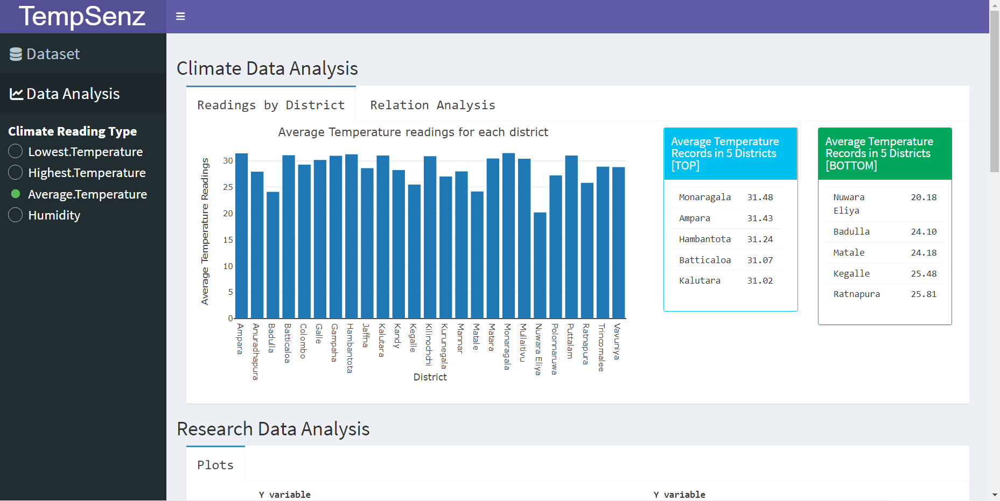 TempSenz
Dataset
Data Analysis
Climate Reading Type
Lowest.Temperature
Highest.Temperature
Average.Temperature
Humidity
Climate Data Analysis
Readings by District
Relation Analysis
Average Temperature readings for each district
Average Temperature Readings
30
25
20
15
10
5
0
Ampara
Anuradhapura
Badulla
Batticaloa
Colombo
Galle
Gampaha
Hambantota
Jaffna
Kalutara
Kandy
Kegalle
Kilinochchi
Kurunegala
Mannar
Matale
Matara
Monaragala
Mullaitivu
Nuwara Eliya
Polonnaruwa
Puttalam
Ratnapura
Trincomalee
Vavuniya
District
Average Temperature
Records in 5 Districts
[TOP]
Monaragala 31.48
Ampara 31.43
Hambantota 31.24
Batticaloa 31.07
Kalutara 31.02
Average Temperature
Records in 5 Districts
[BOTTOM]
Nuwara 20.18
Eliya
Badulla 24.10
Matale 24.18
Kegalle 25.48
Ratnapura 25.81
Research Data Analysis
Plots
Y variable
Y variable